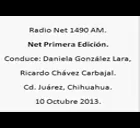 Radio Net 1490 AM.
Net Primera Edición.
Conduce: Daniela González Lara,
Ricardo Chávez Carbajal.
Cd. Juárez, Chihuahua.
10 Octubre 2013.